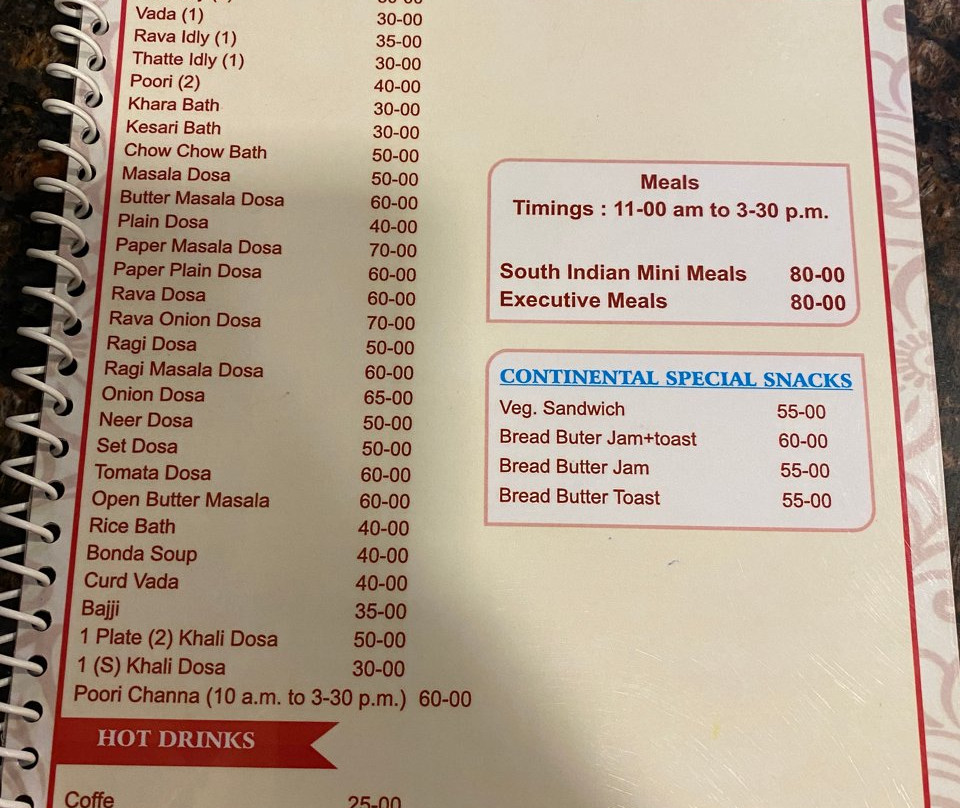 Vada (1) 30-00
Rava Idly (1) 35-00
Thatte Idly (1) 30-00
Poori (2) 40-00
Khara Bath 30-00
Kesari Bath 30-00
Chow Chow Bath 50-00
Masala Dosa 50-00
Butter Masala Dosa 60-00
Plain Dosa 40-00
Paper Masala Dosa 70-00
Paper Plain Dosa 60-00
Rava Dosa 60-00
Rava Onion Dosa 70-00
Ragi Dosa 50-00
Ragi Masala Dosa 60-00
Onion Dosa 65-00
Neer Dosa 50-00
Set Dosa 50-00
Tomata Dosa 60-00
Open Butter Masala 60-00
Rice Bath 40-00
Bonda Soup 40-00
Curd Vada 40-00
Bajji 35-00
1 Plate (2) Khali Dosa 50-00
1 (S) Khali Dosa 30-00
Poori Channa (10 a.m. to 3-30 p.m.) 60-00
HOT DRINKS
Coffe 25-00
Meals
Timings : 11-00 am to 3-30 p.m.
South Indian Mini Meals 80-00
Executive Meals 80-00
CONTINENTAL SPECIAL SNACKS
Veg. Sandwich 55-00
Bread Buter Jam+toast 60-00
Bread Butter Jam 55-00
Bread Butter Toast 55-00